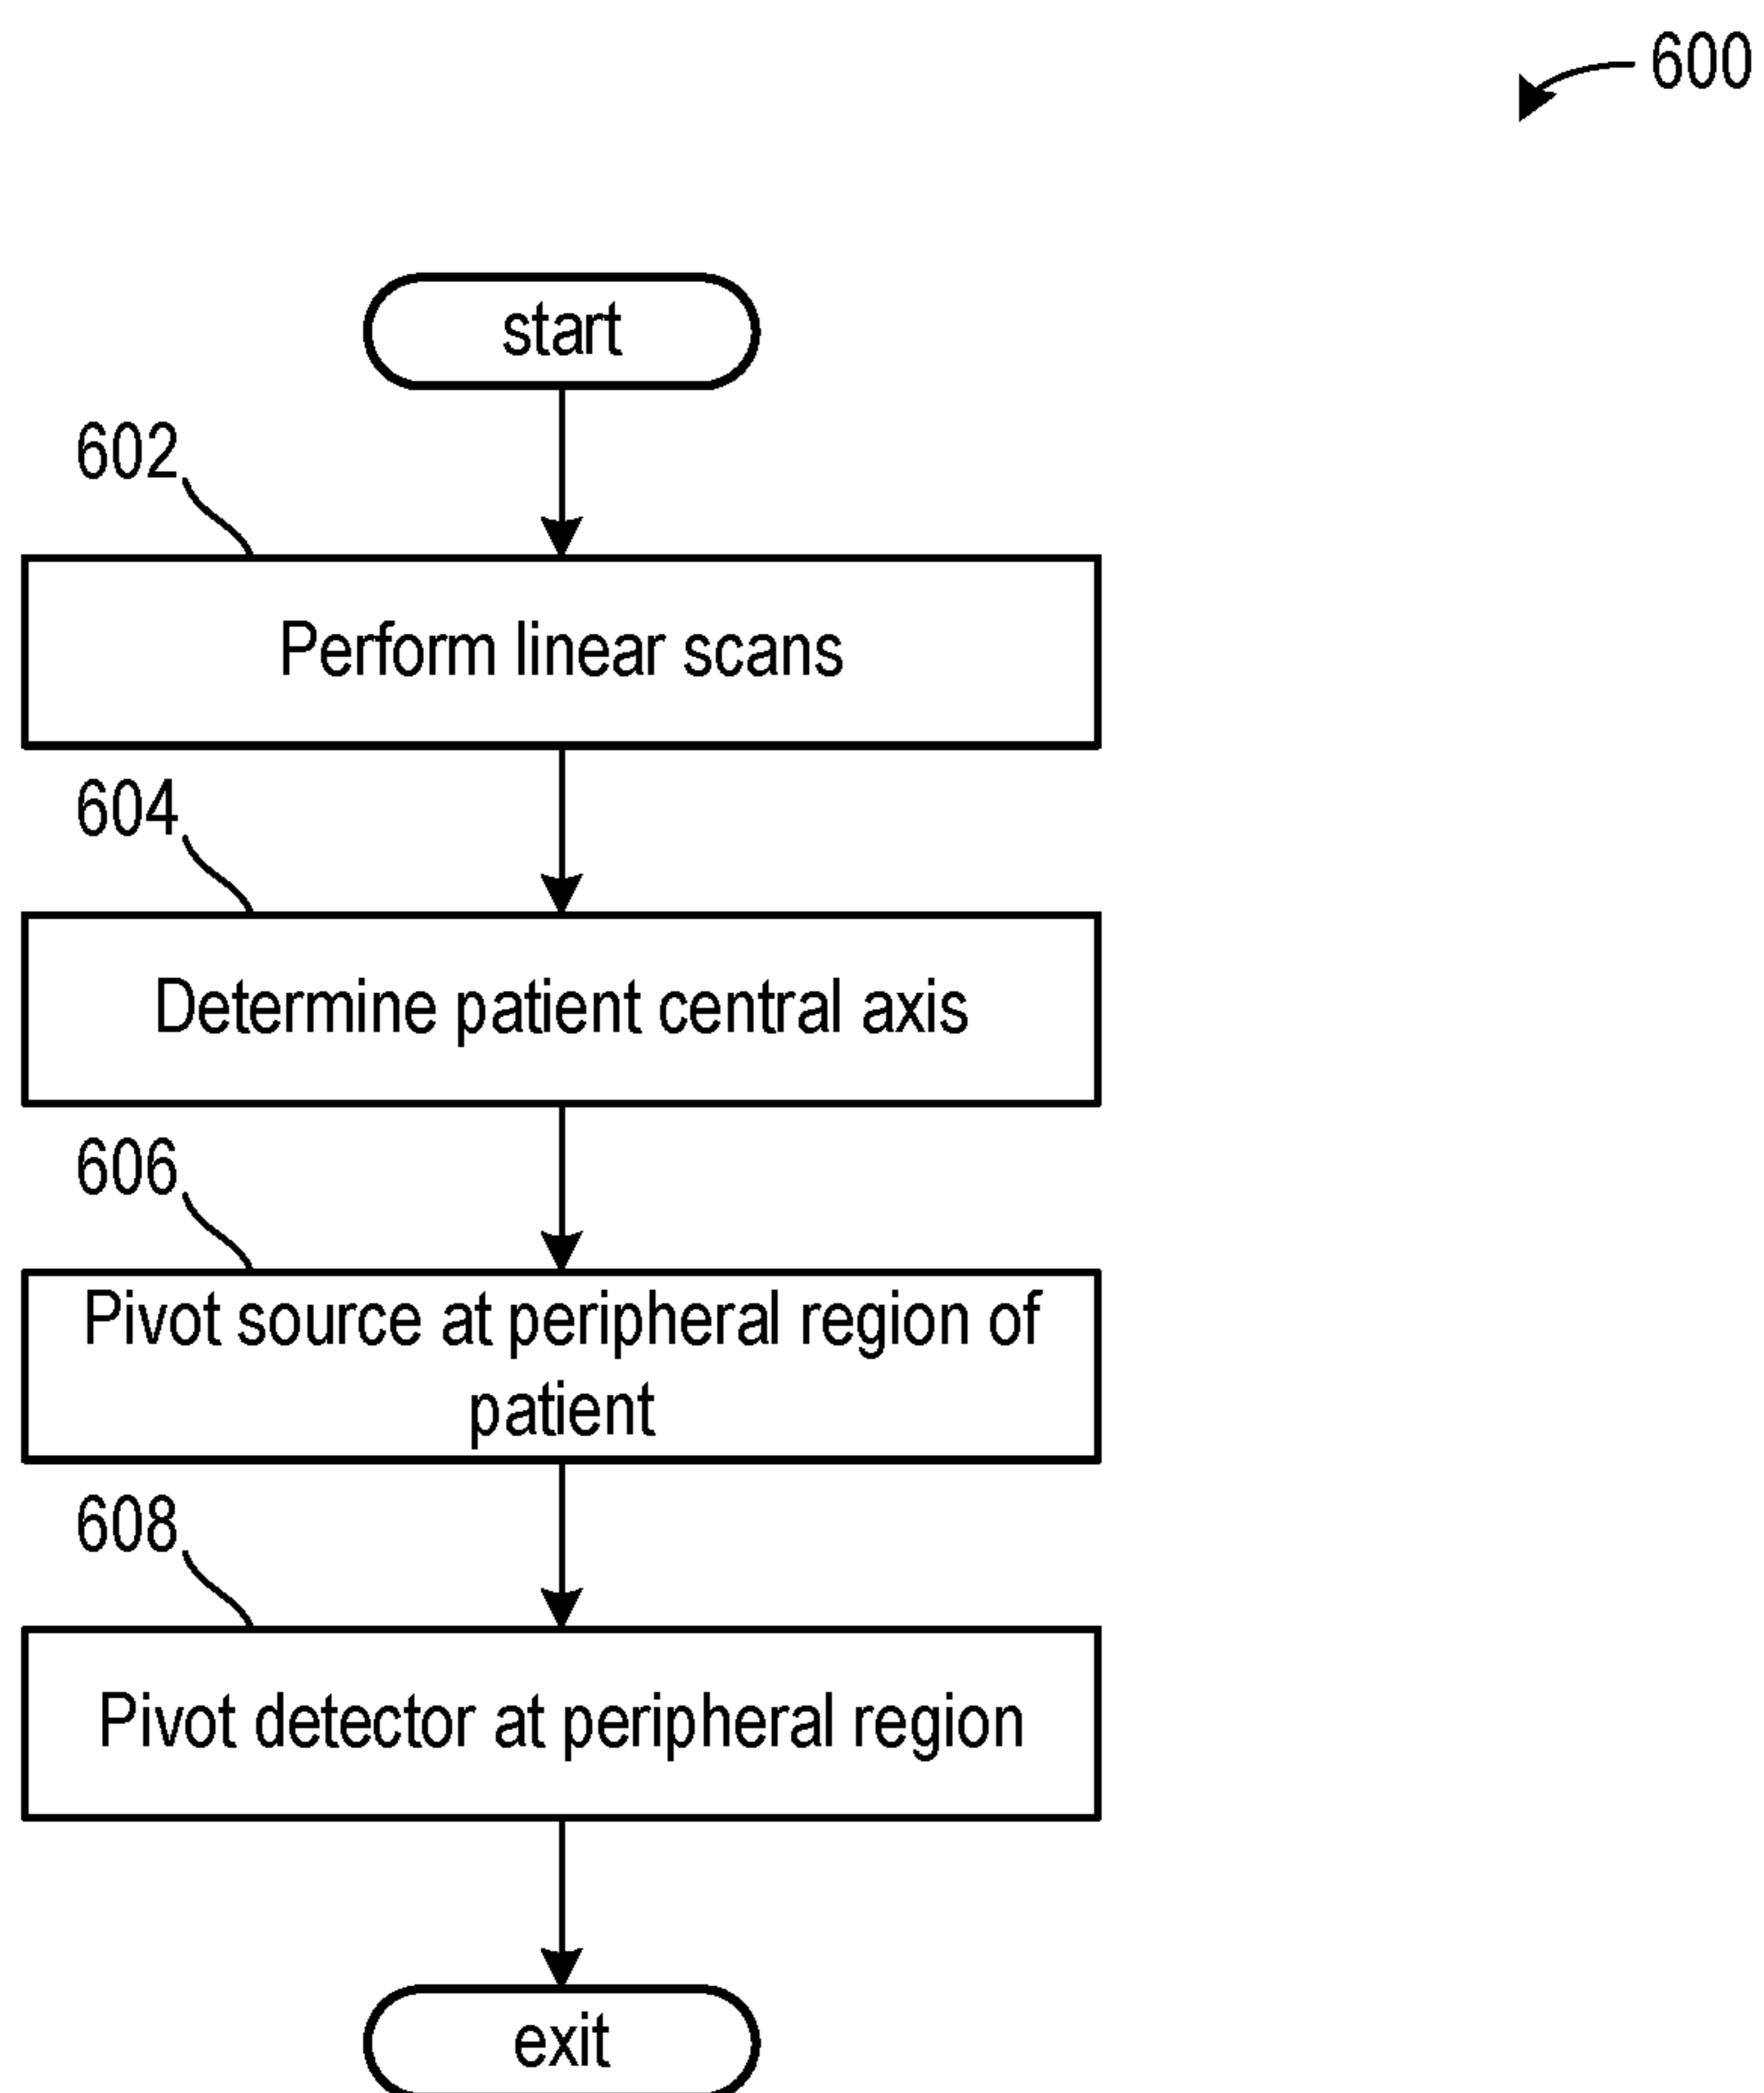 600
start
602
Perform linear scans
604
Determine patient central axis
606
Pivot source at peripheral region of
patient
608
Pivot detector at peripheral region
exit